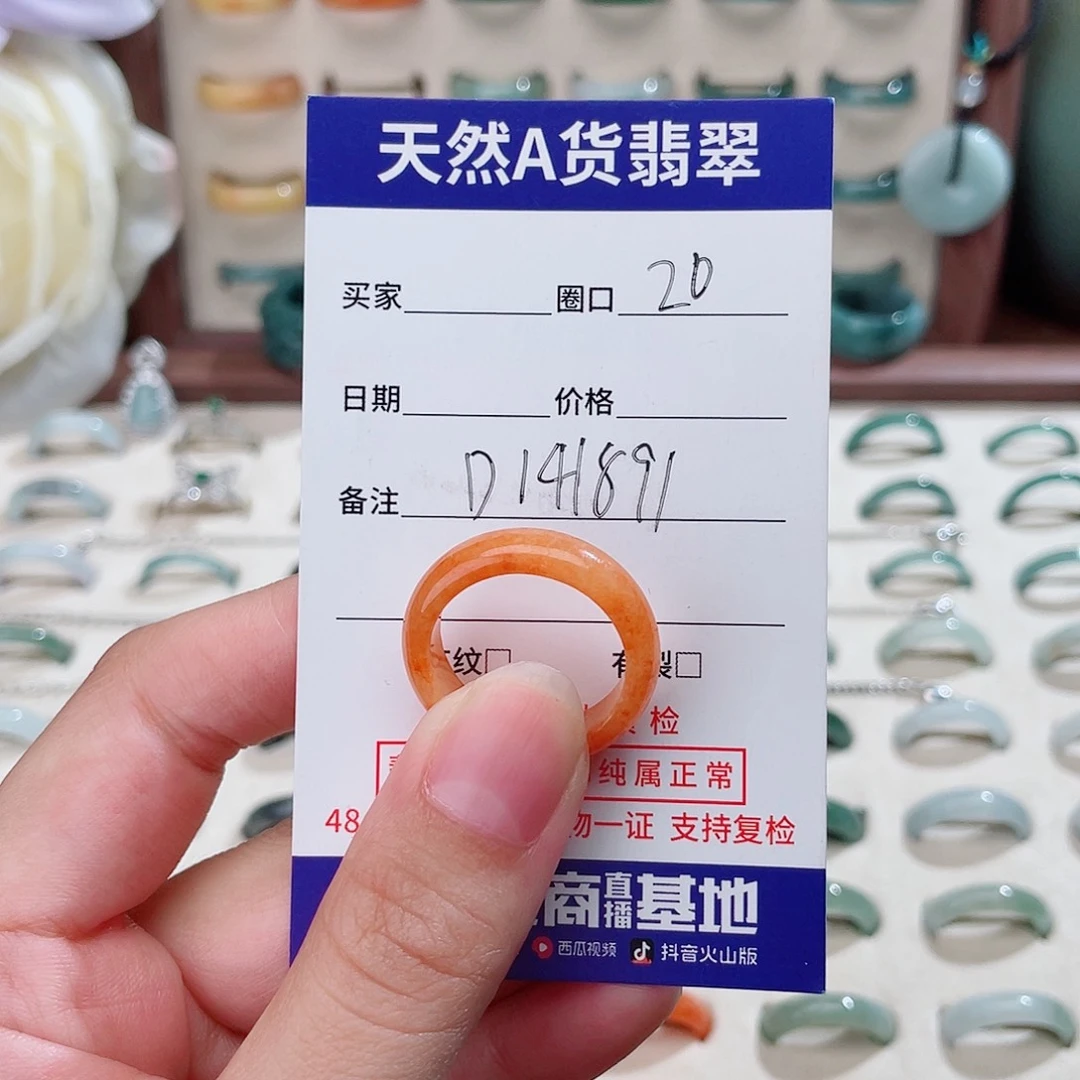 天然A货翡翠
买家 圈口 20
日期 价格
备注 D141891
纹□ 有裂□
检
纯属正常
48 物一证 支持复检
商直播基地
西瓜视频 抖音火山版